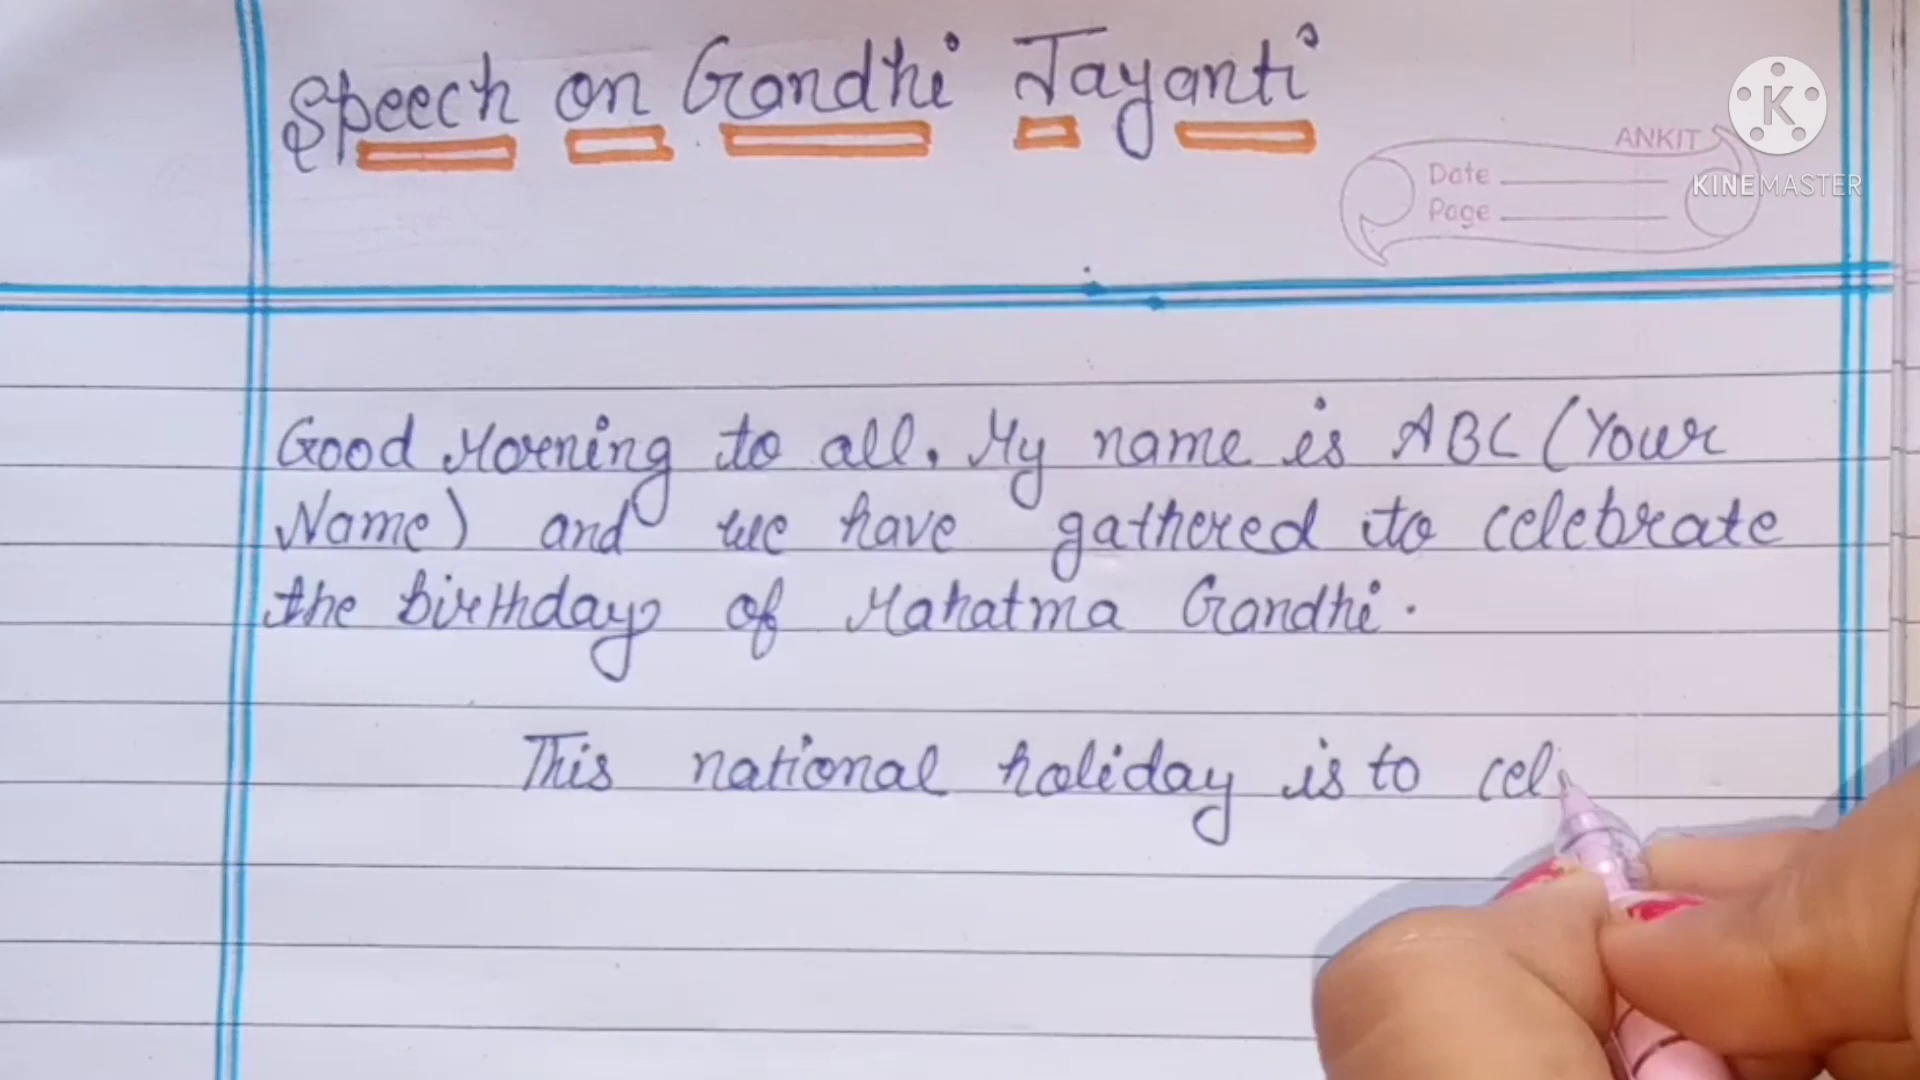 Speech on Gandhi Jayanti
K
KINEMASTER
ANKIT
Date
Page
Good Morning to all. My name is ABC (Your
Name) and we have gathered to celebrate
the birthday of Mahatma Gandhi.
This national holiday is to cel